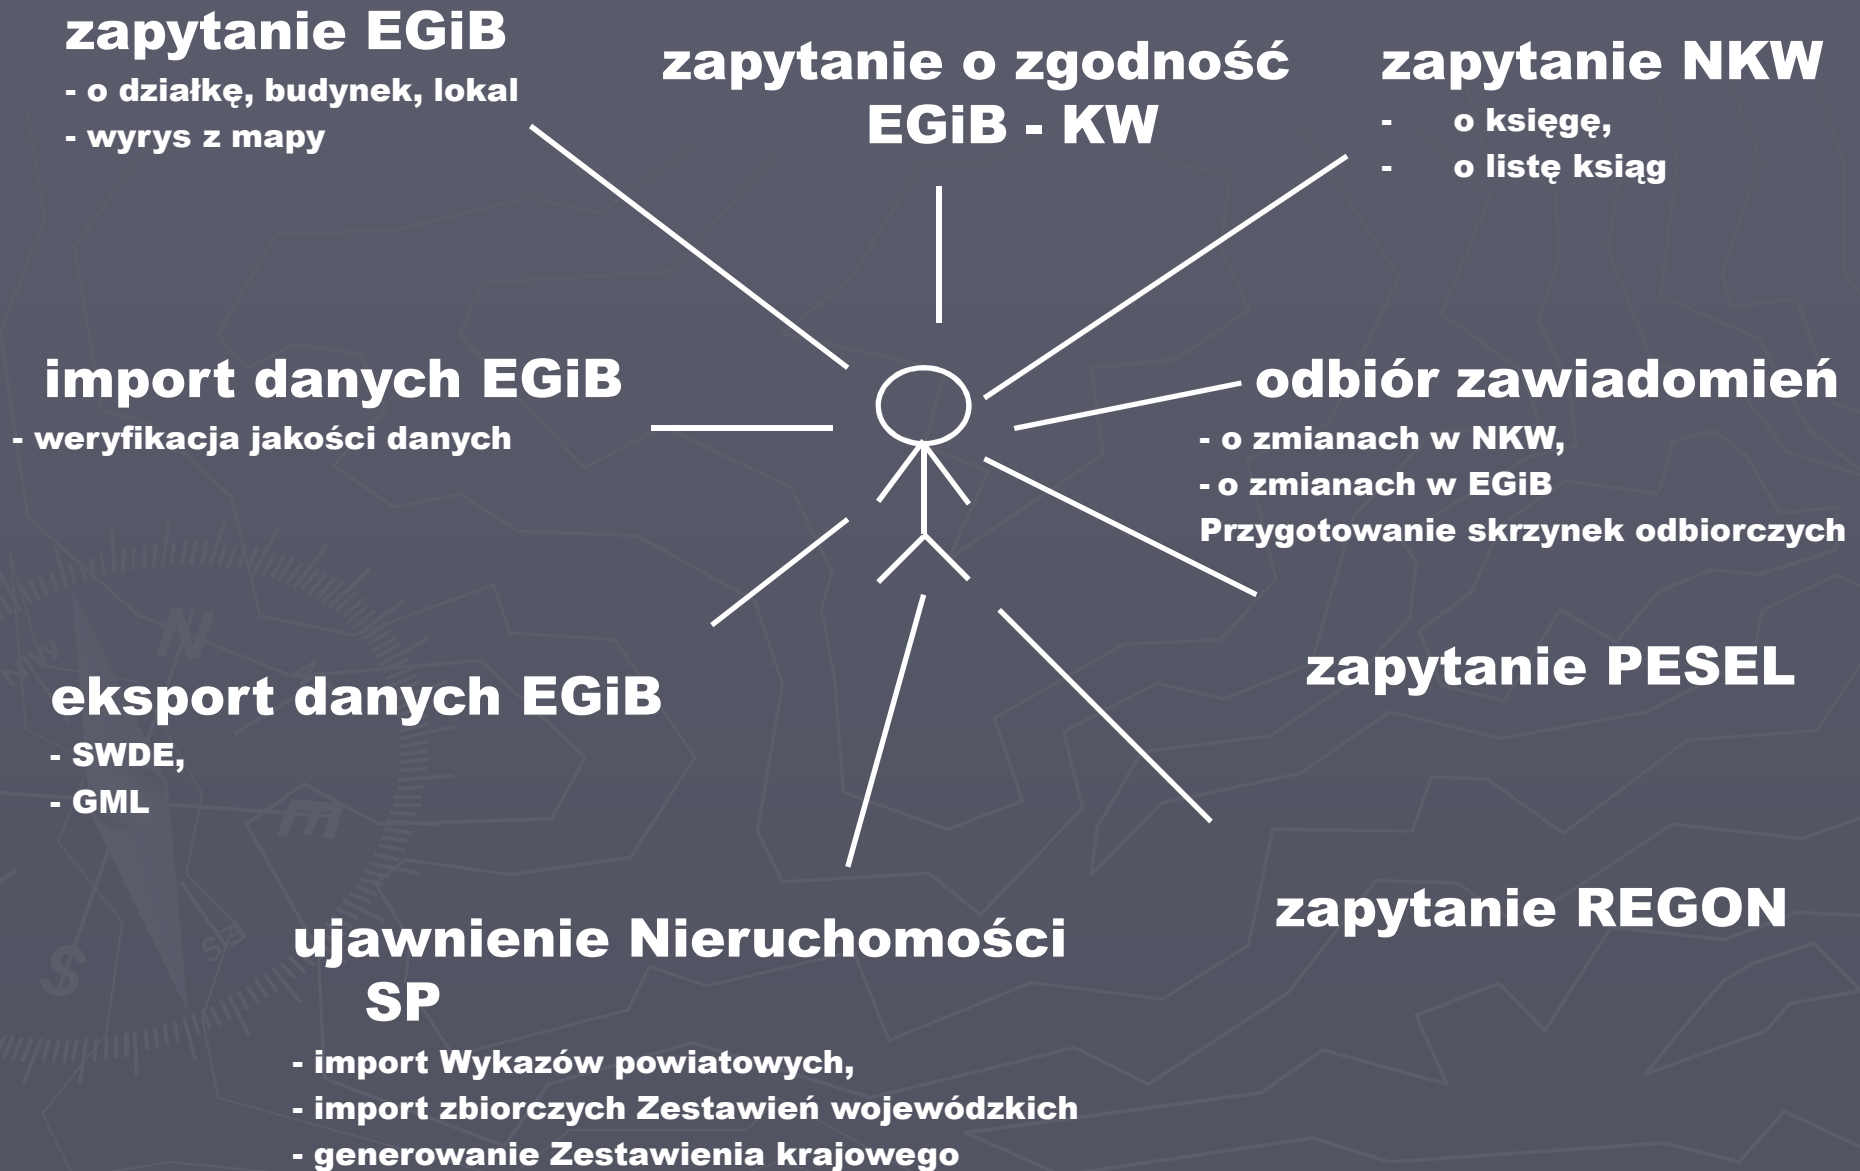 zapytanie EGiB
- o działkę, budynek, lokal
- wyrys z mapy
zapytanie o zgodność
EGiB - KW
zapytanie NKW
- o księgę,
- o listę ksiąg
import danych EGiB
- weryfikacja jakości danych
odbiór zawiadomień
- o zmianach w NKW,
- o zmianach w EGiB
Przygotowanie skrzynek odbiorczych
eksport danych EGiB
- SWDE,
- GML
zapytanie PESEL
zapytanie REGON
ujawnienie Nieruchomości
SP
- import Wykazów powiatowych,
- import zbiorczych Zestawień wojewódzkich
- generowanie Zestawienia krajowego
N
NW
E
SE
S